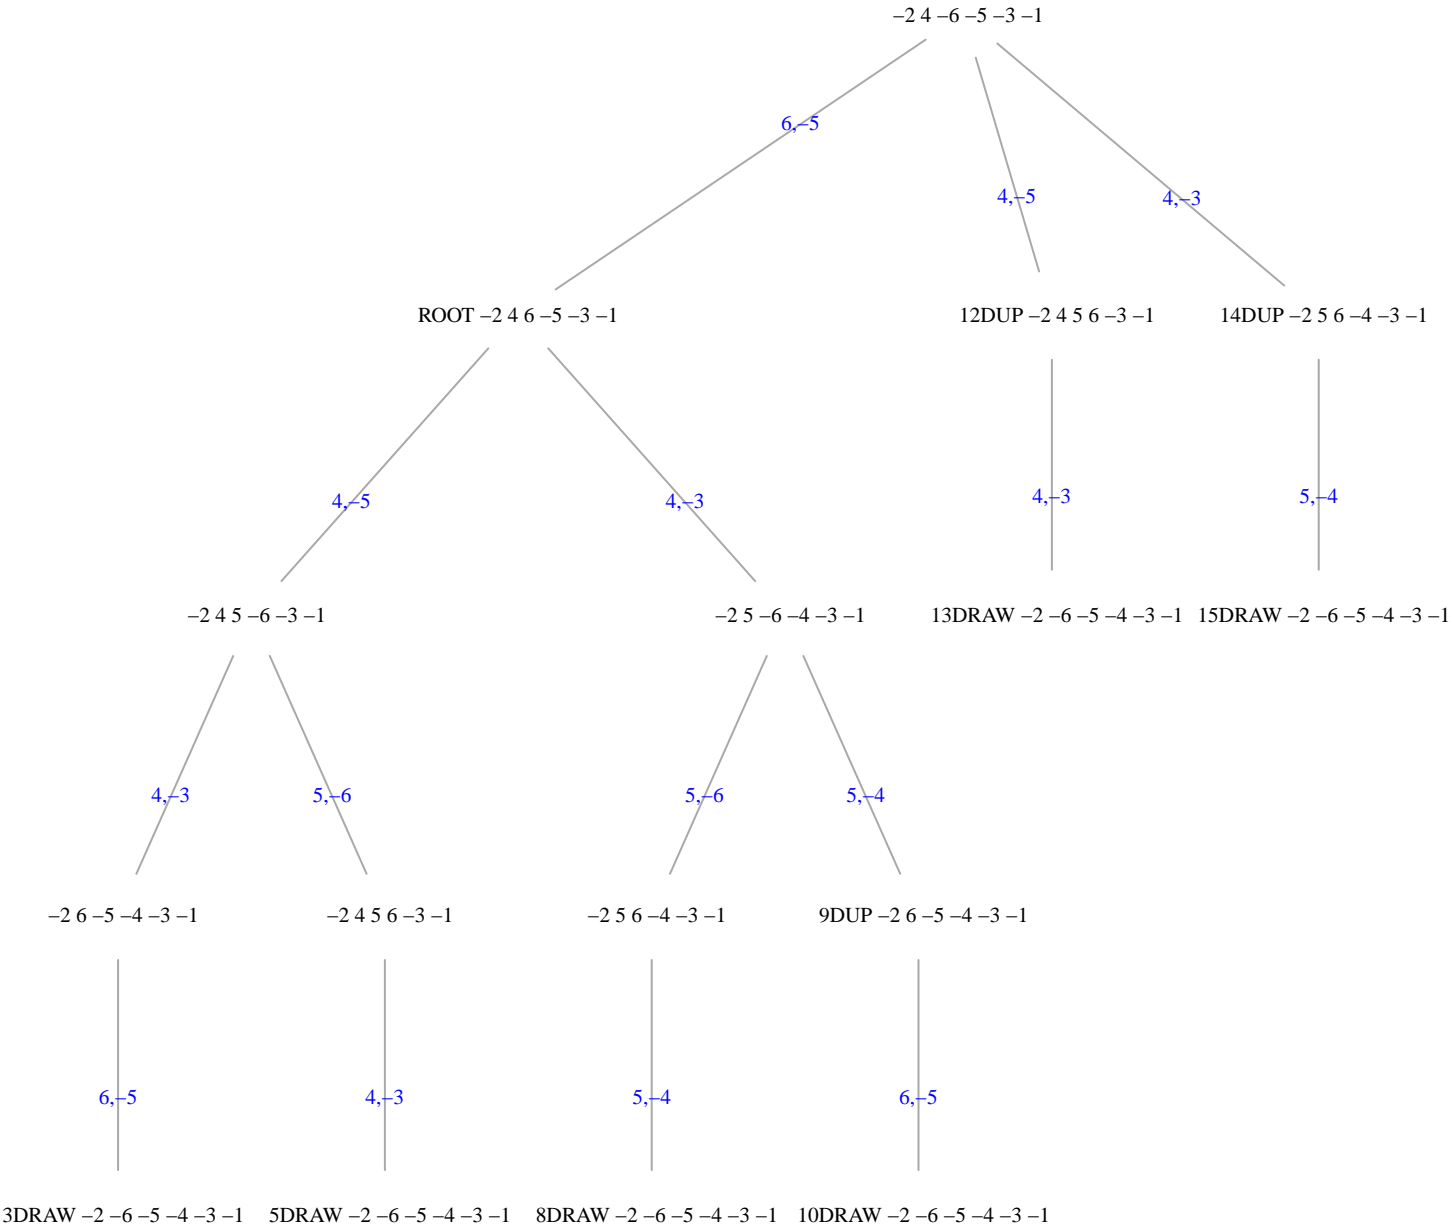 –2 4 –6 –5 –3 –1
6,–5
4,–5
4,–3
ROOT –2 4 6 –5 –3 –1
12DUP –2 4 5 6 –3 –1
14DUP –2 5 6 –4 –3 –1
4,–5
4,–3
4,–3
5,–4
–2 4 5 –6 –3 –1
–2 5 –6 –4 –3 –1
13DRAW –2 –6 –5 –4 –3 –1
15DRAW –2 –6 –5 –4 –3 –1
4,–3
5,–6
5,–6
5,–4
–2 6 –5 –4 –3 –1
–2 4 5 6 –3 –1
–2 5 6 –4 –3 –1
9DUP –2 6 –5 –4 –3 –1
6,–5
4,–3
5,–4
6,–5
3DRAW –2 –6 –5 –4 –3 –1
5DRAW –2 –6 –5 –4 –3 –1
8DRAW –2 –6 –5 –4 –3 –1
10DRAW –2 –6 –5 –4 –3 –1